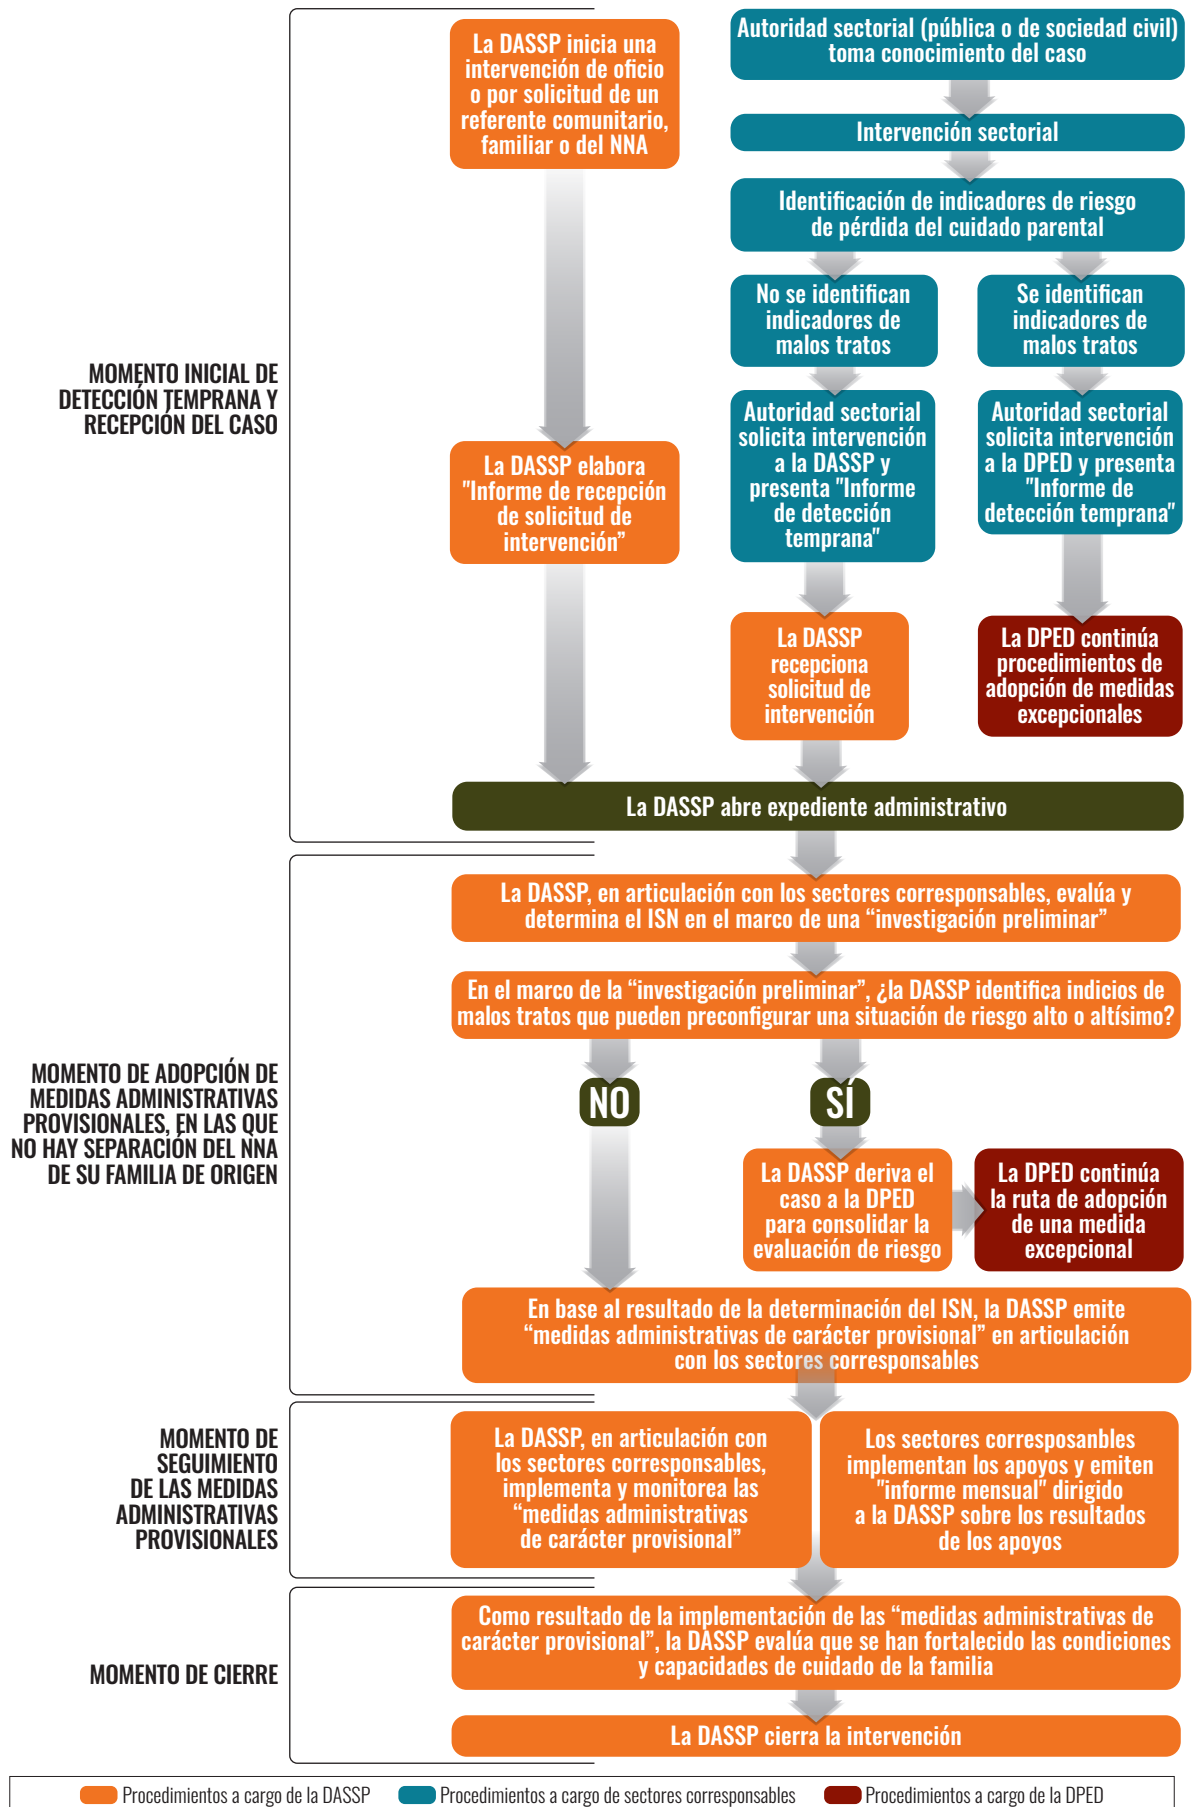 La DASSP inicia una
intervención de oficio
o por solicitud de un
referente comunitario,
familiar o del NNA
Autoridad sectorial (pública o de sociedad civil)
toma conocimiento del caso
Intervención sectorial
Identificación de indicadores de riesgo
de pérdida del cuidado parental
No se identifican
indicadores de
malos tratos
Se identifican
indicadores de
malos tratos
MOMENTO INICIAL DE
DETECCIÓN TEMPRANA Y
RECEPCIÓN DEL CASO
La DASSP elabora
"Informe de recepción
de solicitud de
intervención”
Autoridad sectorial
solicita intervención
a la DASSP y
presenta "Informe
de detección
temprana"
Autoridad sectorial
solicita intervención
a la DPED y presenta
"Informe de
detección temprana"
La DASSP
recepciona
solicitud de
intervención
La DPED continúa
procedimientos de
adopción de medidas
excepcionales
La DASSP abre expediente administrativo
La DASSP, en articulación con los sectores corresponsables, evalúa y
determina el ISN en el marco de una “investigación preliminar”
En el marco de la “investigación preliminar”, ¿la DASSP identifica indicios de
malos tratos que pueden preconfigurar una situación de riesgo alto o altísimo?
MOMENTO DE ADOPCIÓN DE
MEDIDAS ADMINISTRATIVAS
PROVISIONALES, EN LAS QUE
NO HAY SEPARACIÓN DEL NNA
DE SU FAMILIA DE ORIGEN
NO
SÍ
La DASSP deriva el
caso a la DPED
para consolidar la
evaluación de riesgo
La DPED continúa
la ruta de adopción
de una medida
excepcional
En base al resultado de la determinación del ISN, la DASSP emite
“medidas administrativas de carácter provisional” en articulación
con los sectores corresponsables
MOMENTO DE
SEGUIMIENTO
DE LAS MEDIDAS
ADMINISTRATIVAS
PROVISIONALES
La DASSP, en articulación con
los sectores corresponsables,
implementa y monitorea las
“medidas administrativas
de carácter provisional”
Los sectores corresposanbles
implementan los apoyos y emiten
"informe mensual" dirigido
a la DASSP sobre los resultados
de los apoyos
MOMENTO DE CIERRE
Como resultado de la implementación de las “medidas administrativas de
carácter provisional”, la DASSP evalúa que se han fortalecido las condiciones
y capacidades de cuidado de la familia
La DASSP cierra la intervención
Procedimientos a cargo de la DASSP
Procedimientos a cargo de sectores corresponsables
Procedimientos a cargo de la DPED